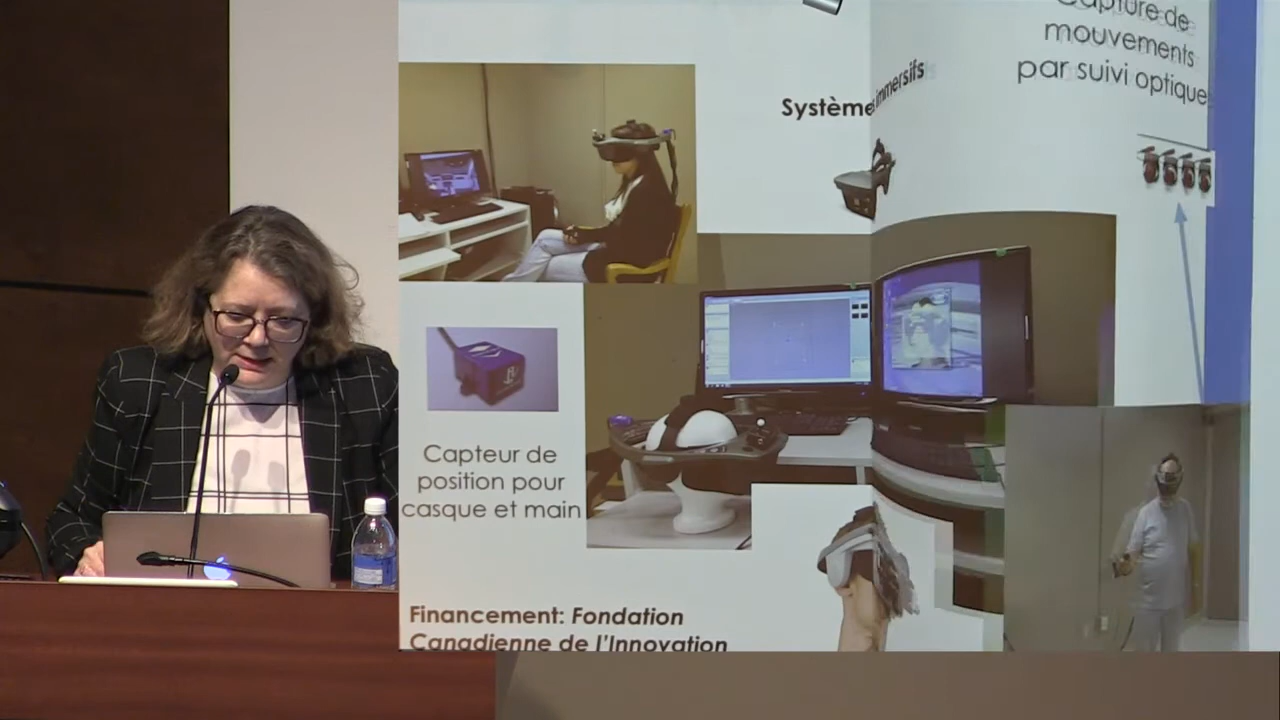 Capture de
mouvements
par suivi optique
Système immersifs
Capteur de
position pour
casque et main
Financement: Fondation
Canadienne de l'Innovation